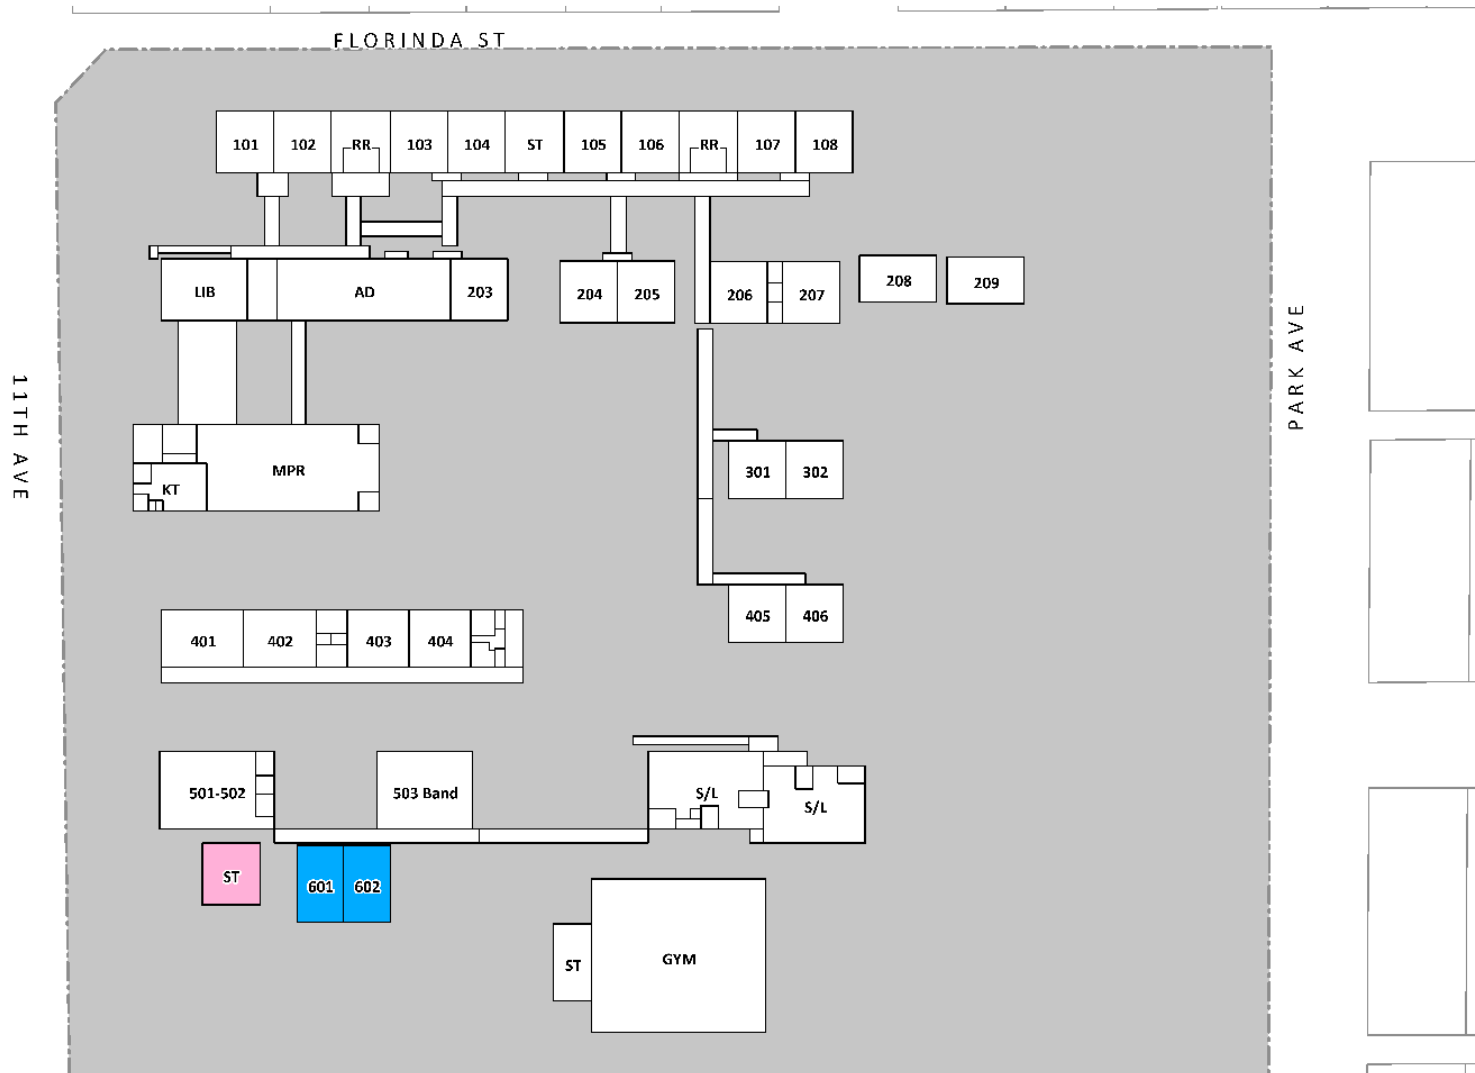 FLORINDA ST
101 102 RR 103 104 ST 105 106 RR 107 108
LIB AD 203 204 205 206 207 208 209
11TH AVE
PARK AVE
KT MPR 301 302
401 402 403 404 405 406
501-502 503 Band S/L S/L
ST 601 602
ST GYM